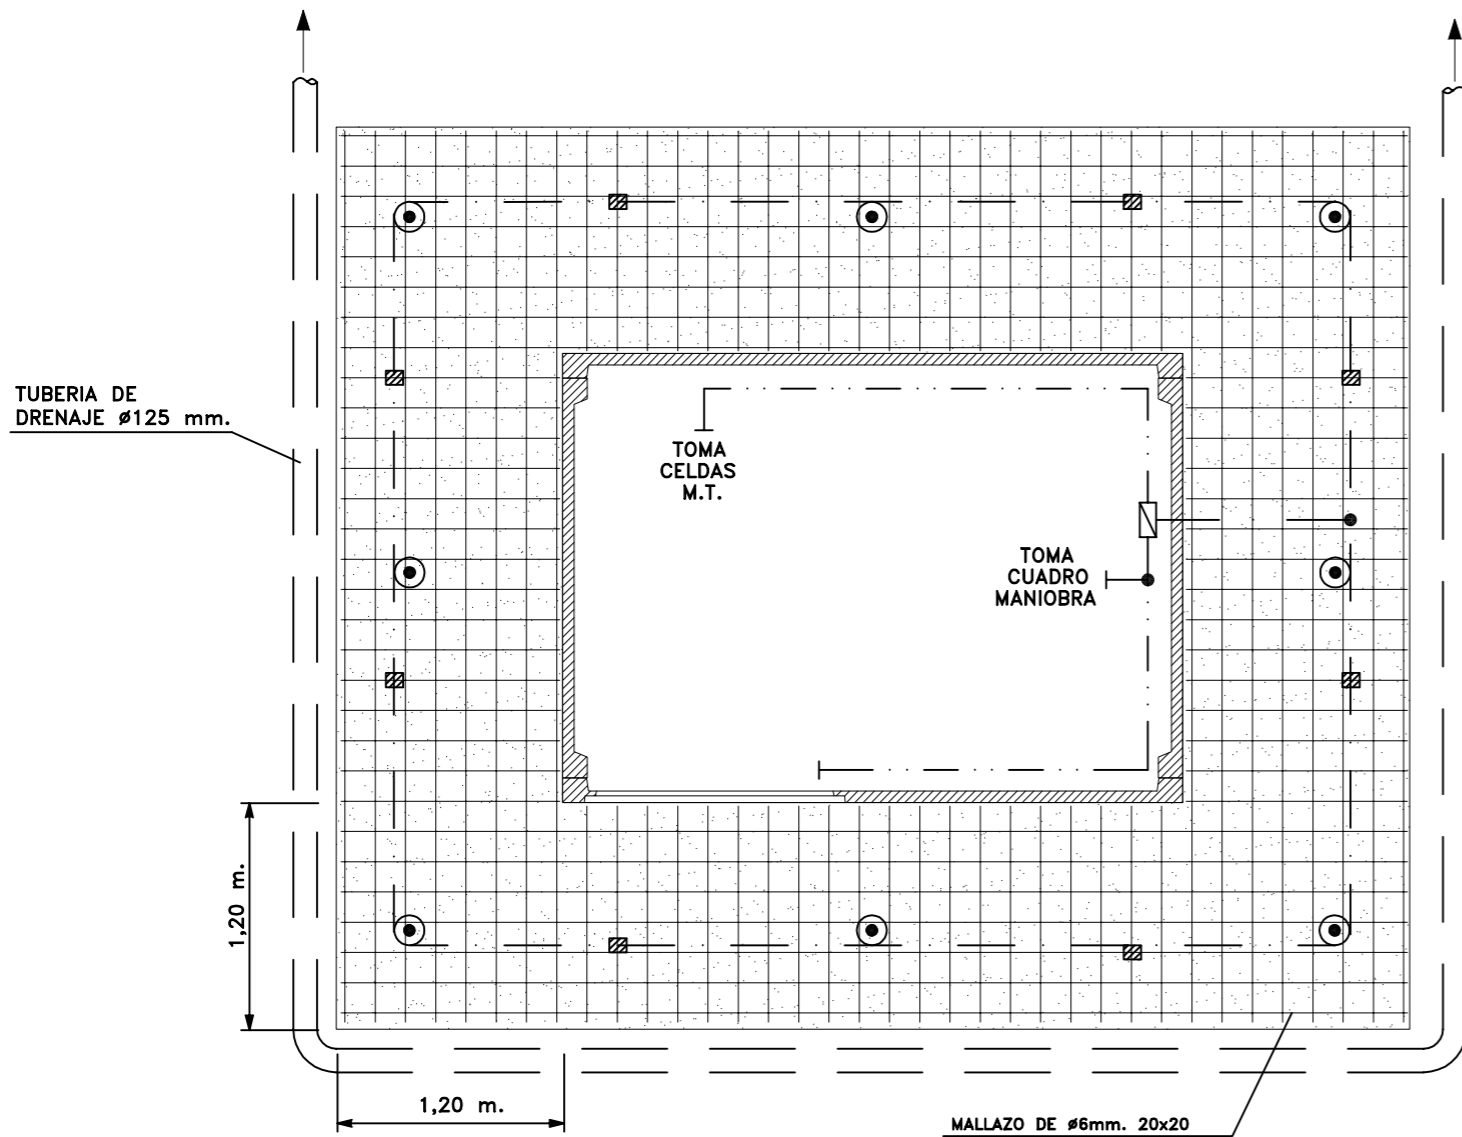 TUBERIA DE
DRENAJE ø125 mm.
TOMA
CELDAS
M.T.
TOMA
CUADRO
MANIOBRA
1,20 m.
1,20 m.
MALLAZO DE ø6mm. 20x20